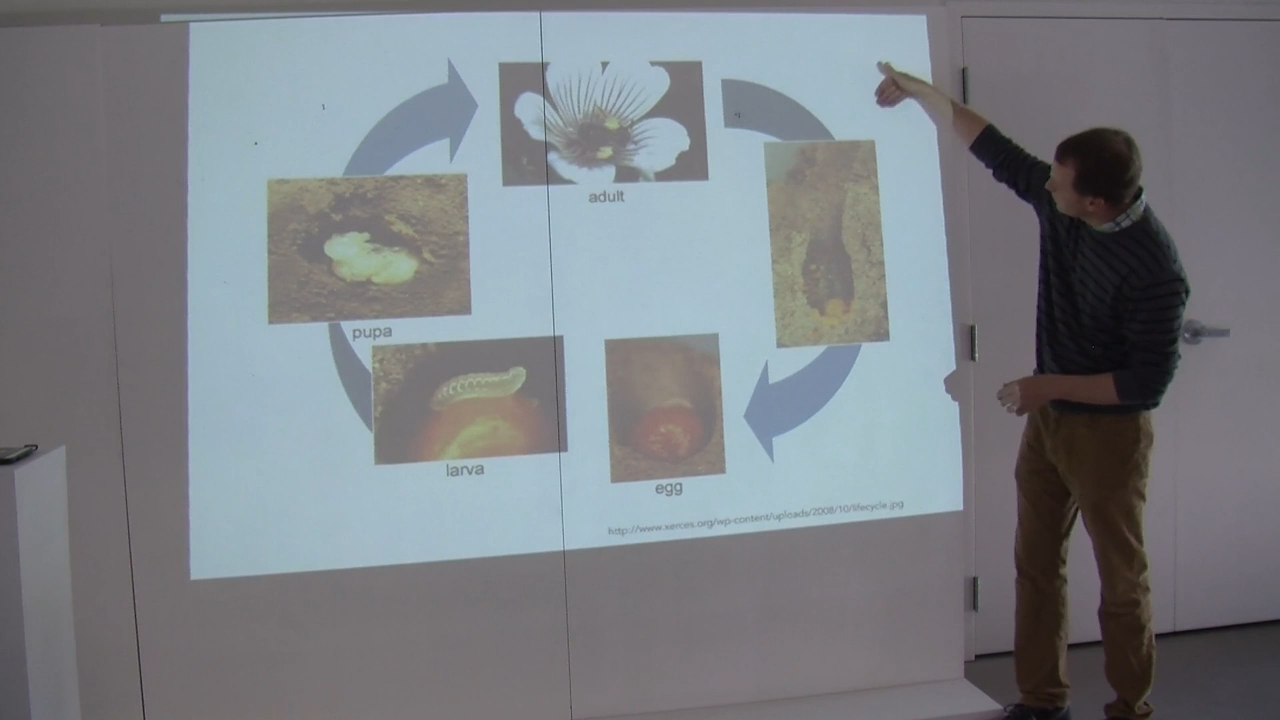 adult
pupa
larva
egg
http://www.xerces.org/wp-content/uploads/2008/10/lifecycle.jpg